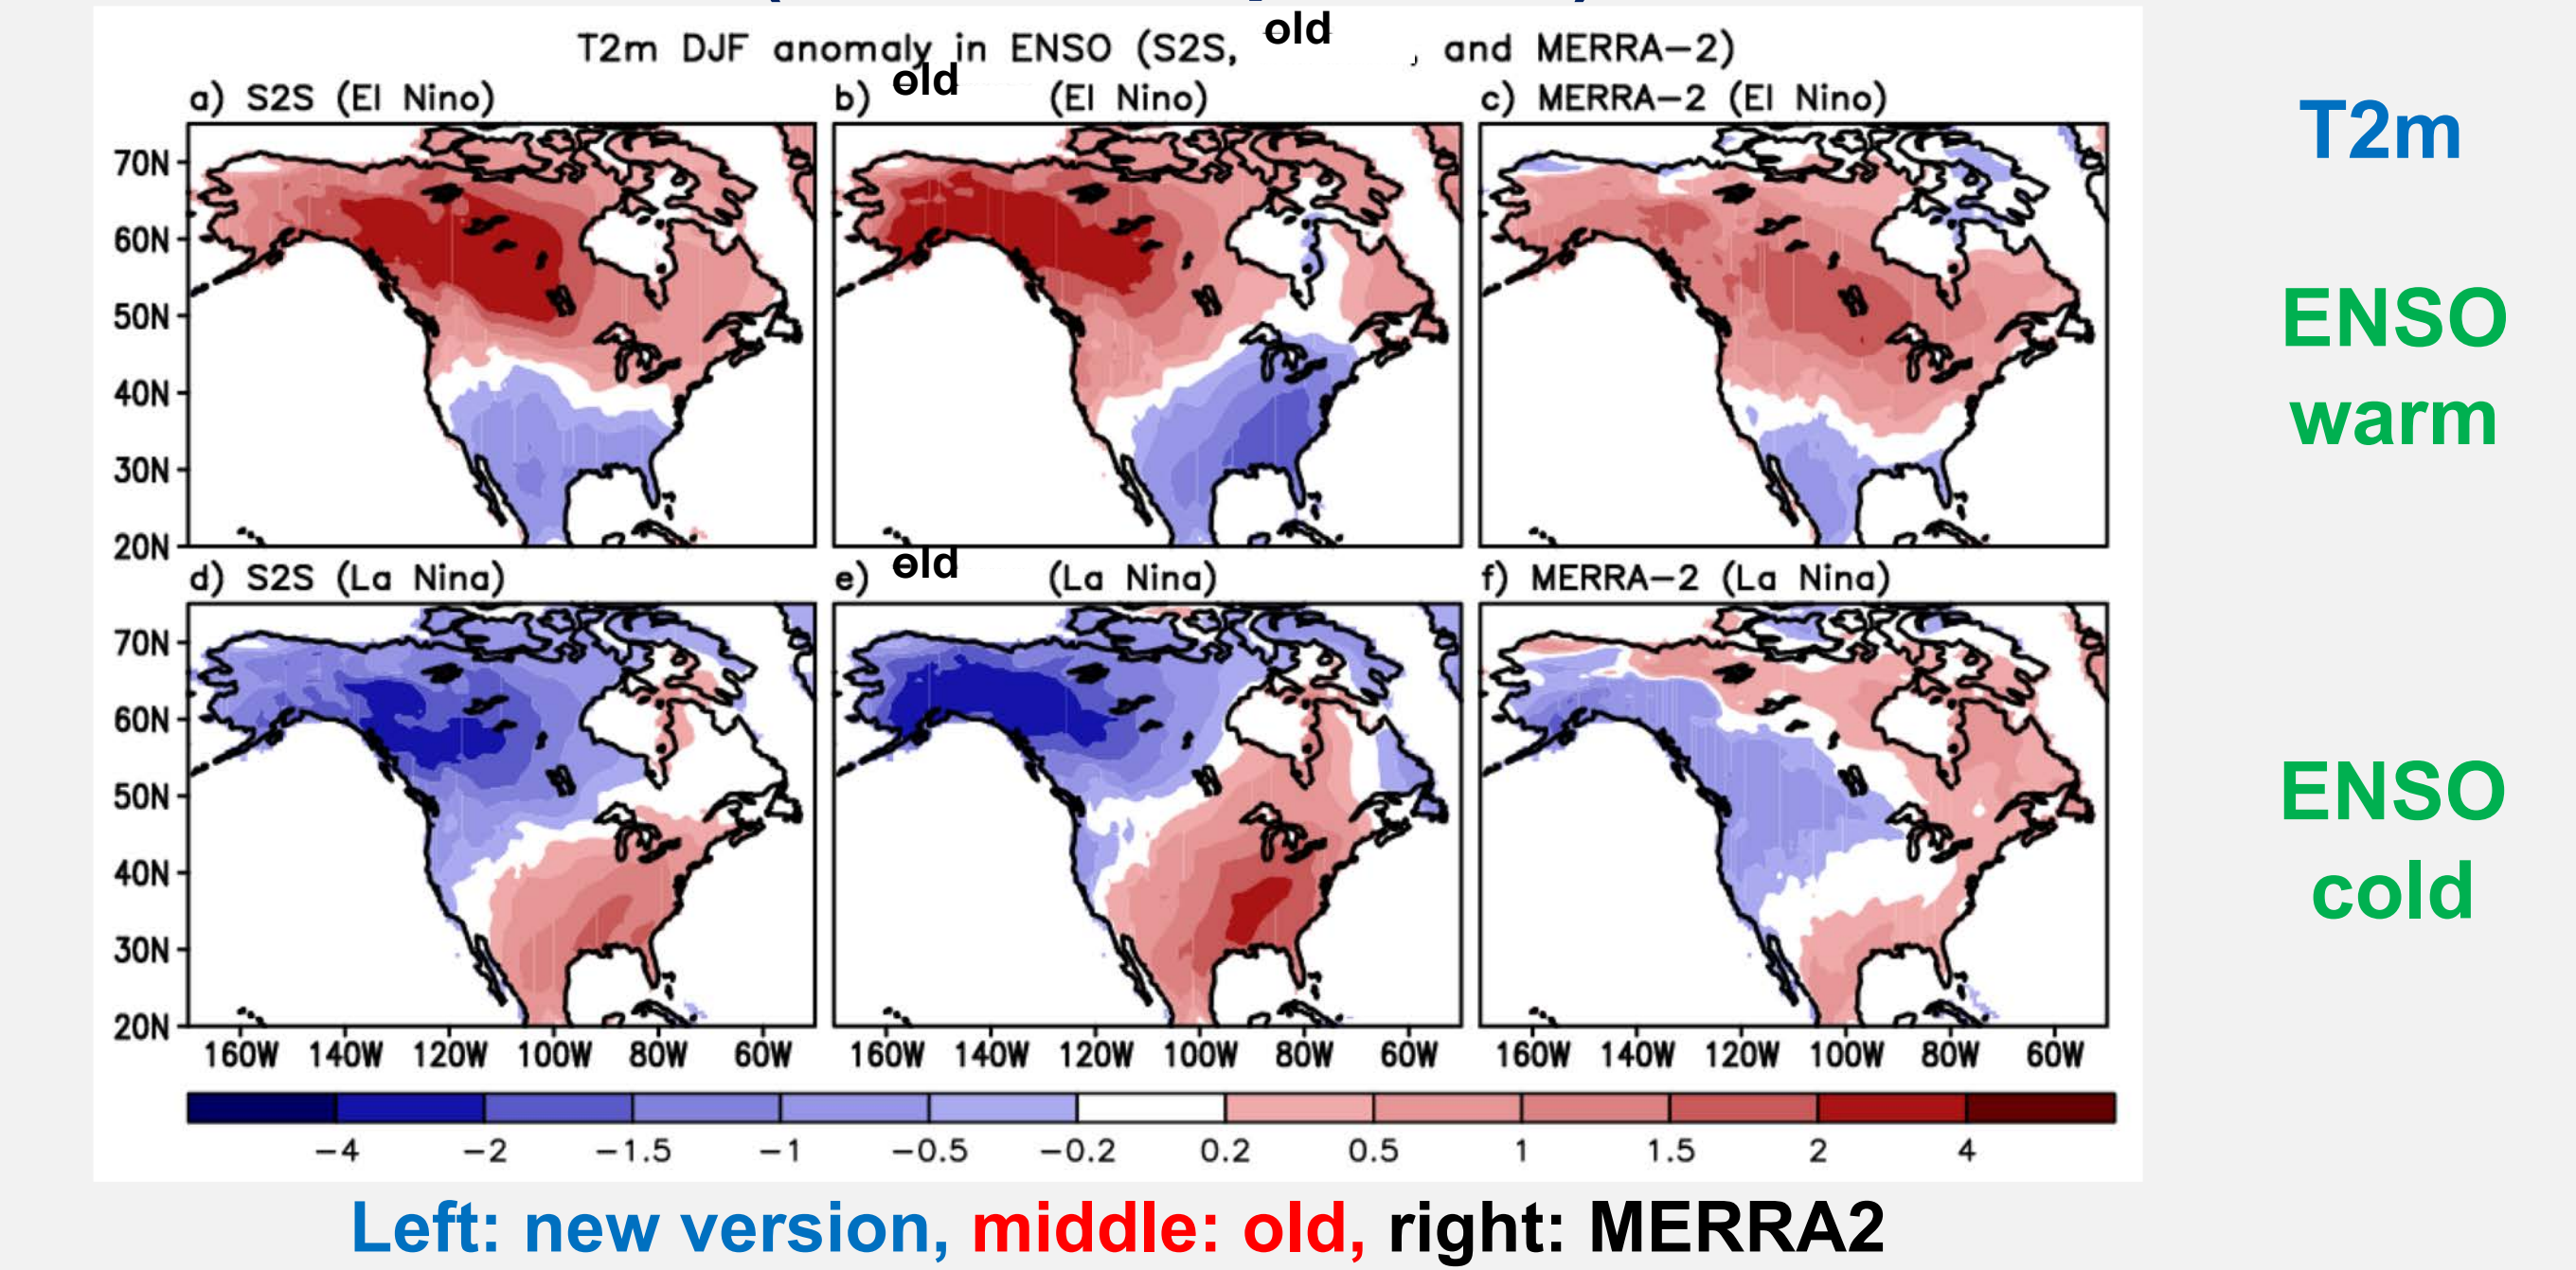 old
T2m DJF anomaly in ENSO (S2S, , and MERRA-2)
a) S2S (El Nino)
b) old (El Nino)
c) MERRA-2 (El Nino)
70N
60N
50N
40N
30N
20N
d) S2S (La Nina)
e) old (La Nina)
f) MERRA-2 (La Nina)
70N
60N
50N
40N
30N
20N
160W 140W 120W 100W 80W 60W
160W 140W 120W 100W 80W 60W
160W 140W 120W 100W 80W 60W
-4 -2 -1.5 -1 -0.5 -0.2 0.2 0.5 1 1.5 2 4
T2m
ENSO
warm
ENSO
cold
Left: new version, middle: old, right: MERRA2